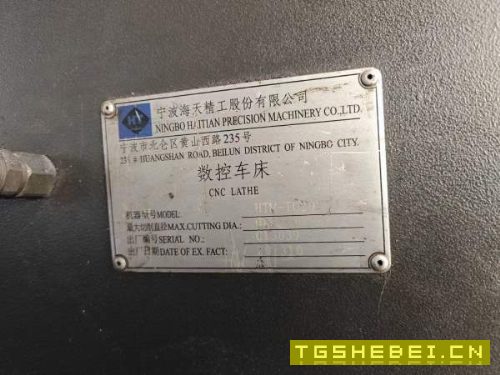 宁波海天精工股份有限公司
NINGBO HAITIAN PRECISION MACHINERY CO.,LTD.
宁波市北仑区黄山西路235号
235# HUANGSHAN ROAD, BEILUN DISTRICT OF NINGBO CITY.
数控车床
CNC LATHE
机器型号MODEL:
最大切削直径MAX.CUTTING DIA.:
出厂编号SERIAL NO.:
出厂日期DATE OF EX. FACT:
TGSHEBEI.CN